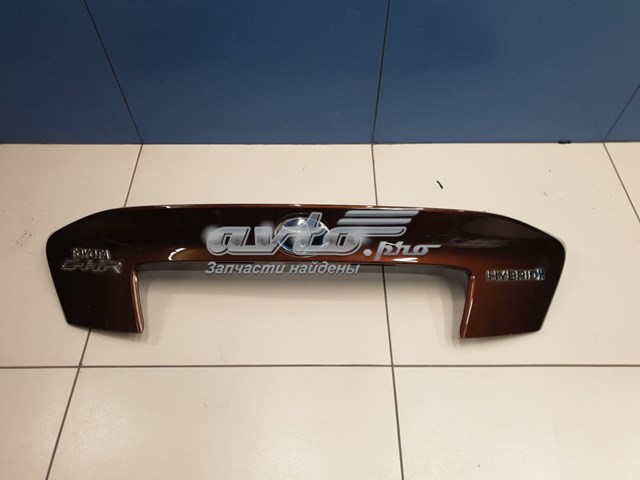 avto.pro
Запчасти найдены
TOYOTA
C-HR
HYBRID